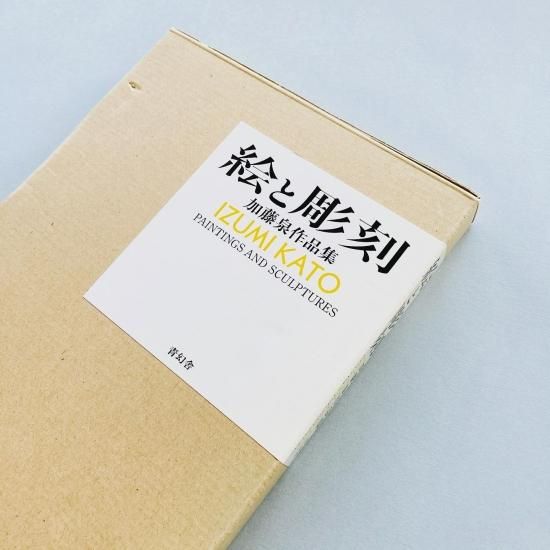 絵と彫刻
加藤泉作品集
IZUMI KATO
PAINTINGS AND SCULPTURES
青幻舎